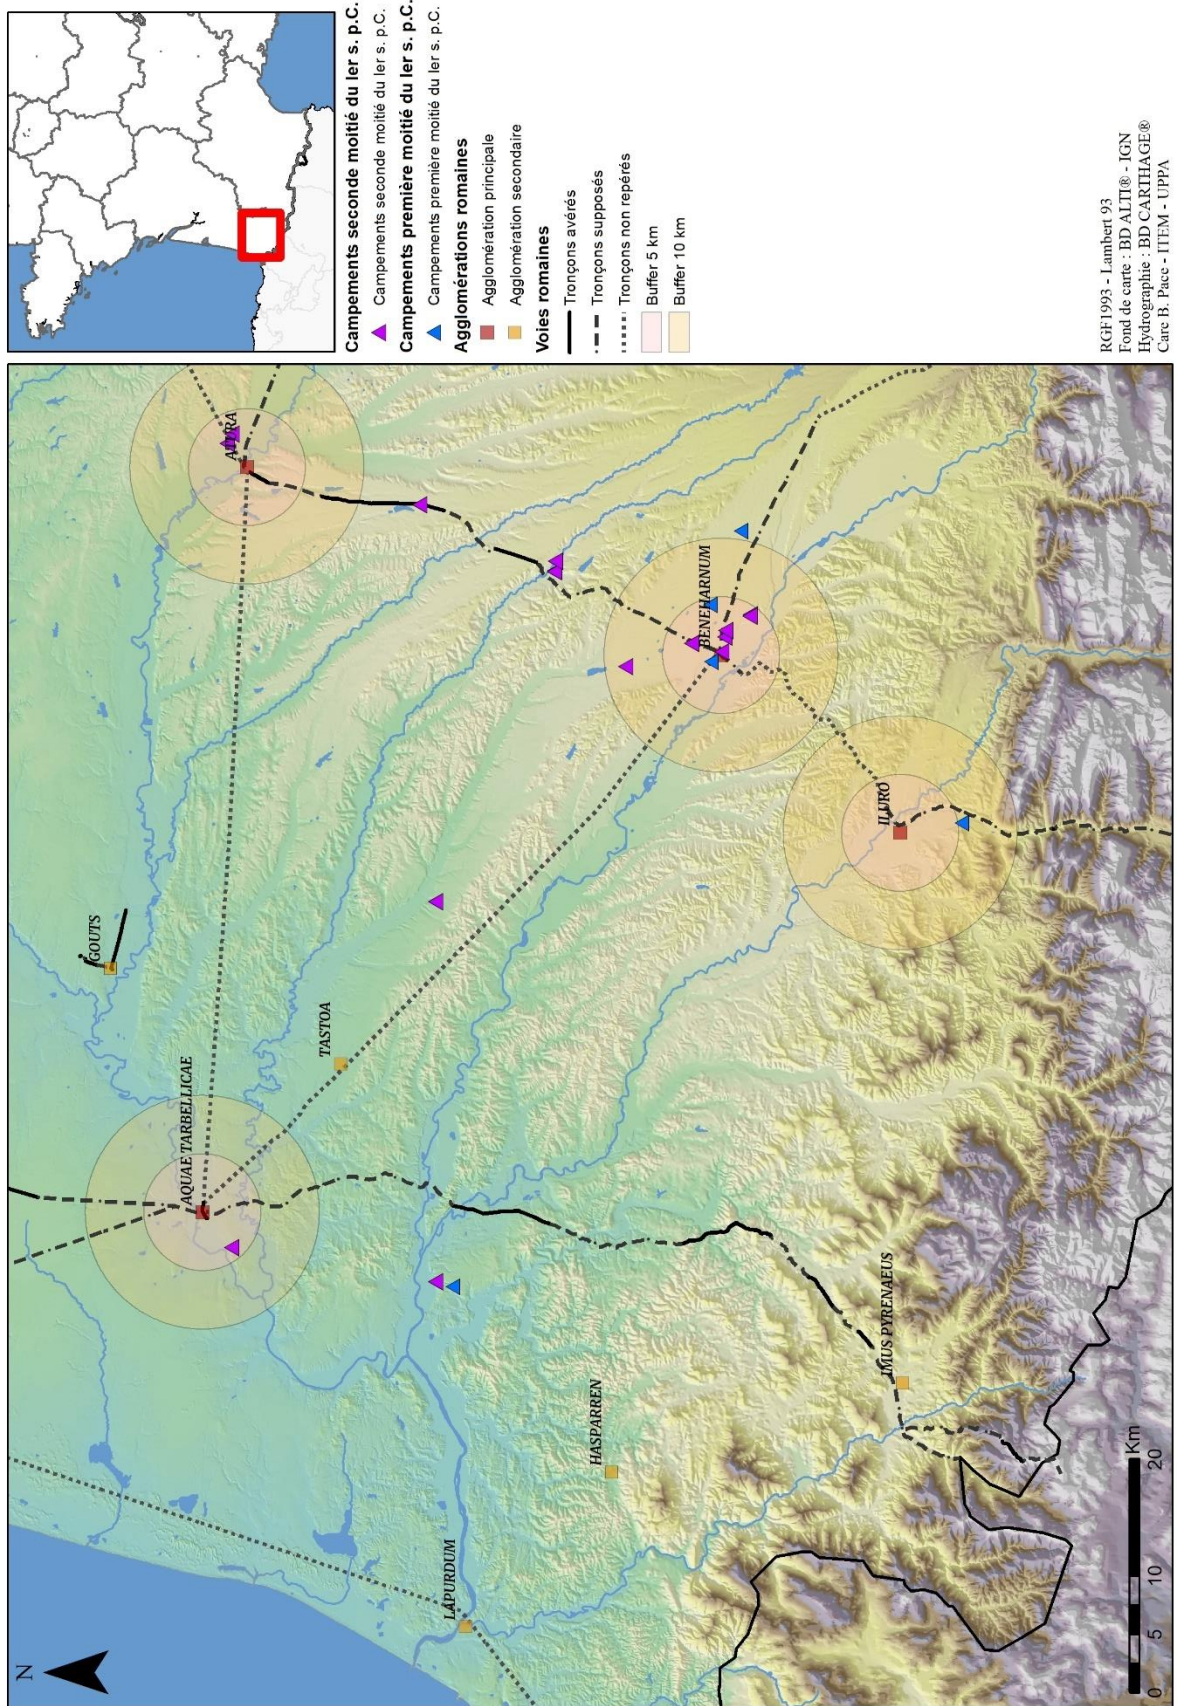 N
AQUAE TARBELLICAE
GOUTS
ATURA
TASTOA
LAPURDUM
HASPARREN
BENEHARNUM
IMUS PYRENAEUS
ILURO
0 5 10 20
Km
Campements seconde moitié du Ier s. p.C.
Campements seconde moitié du Ier s. p.C.
Campements première moitié du Ier s. p.C.
Campements première moitié du Ier s. p.C.
Agglomérations romaines
Agglomération principale
Agglomération secondaire
Voies romaines
Tronçons avérés
Tronçons supposés
Tronçons non repérés
Buffer 5 km
Buffer 10 km
RGF1993 - Lambert 93
Fond de carte : BD ALTI® - IGN
Hydrographie : BD CARTHAGE®
Care B. Pace - ITEM - UPPA